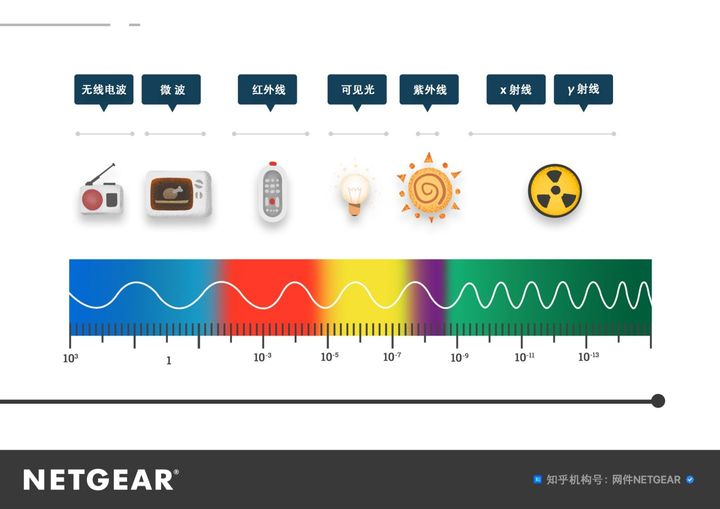 无线电波
微波
红外线
可见光
紫外线
x 射线
γ 射线
10³
1
10⁻³
10⁻⁵
10⁻⁷
10⁻⁹
10⁻¹¹
10⁻¹³
NETGEAR®
知 知乎机构号：网件NETGEAR